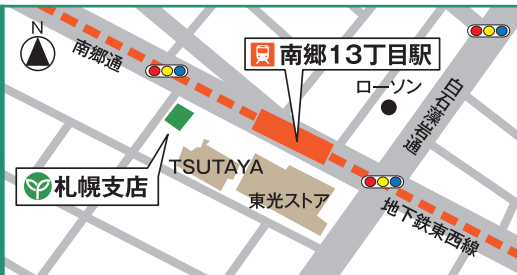 N
南郷通
南郷13丁目駅
ローソン
白石藻岩通
TSUTAYA
札幌支店
東光ストア
地下鉄東西線